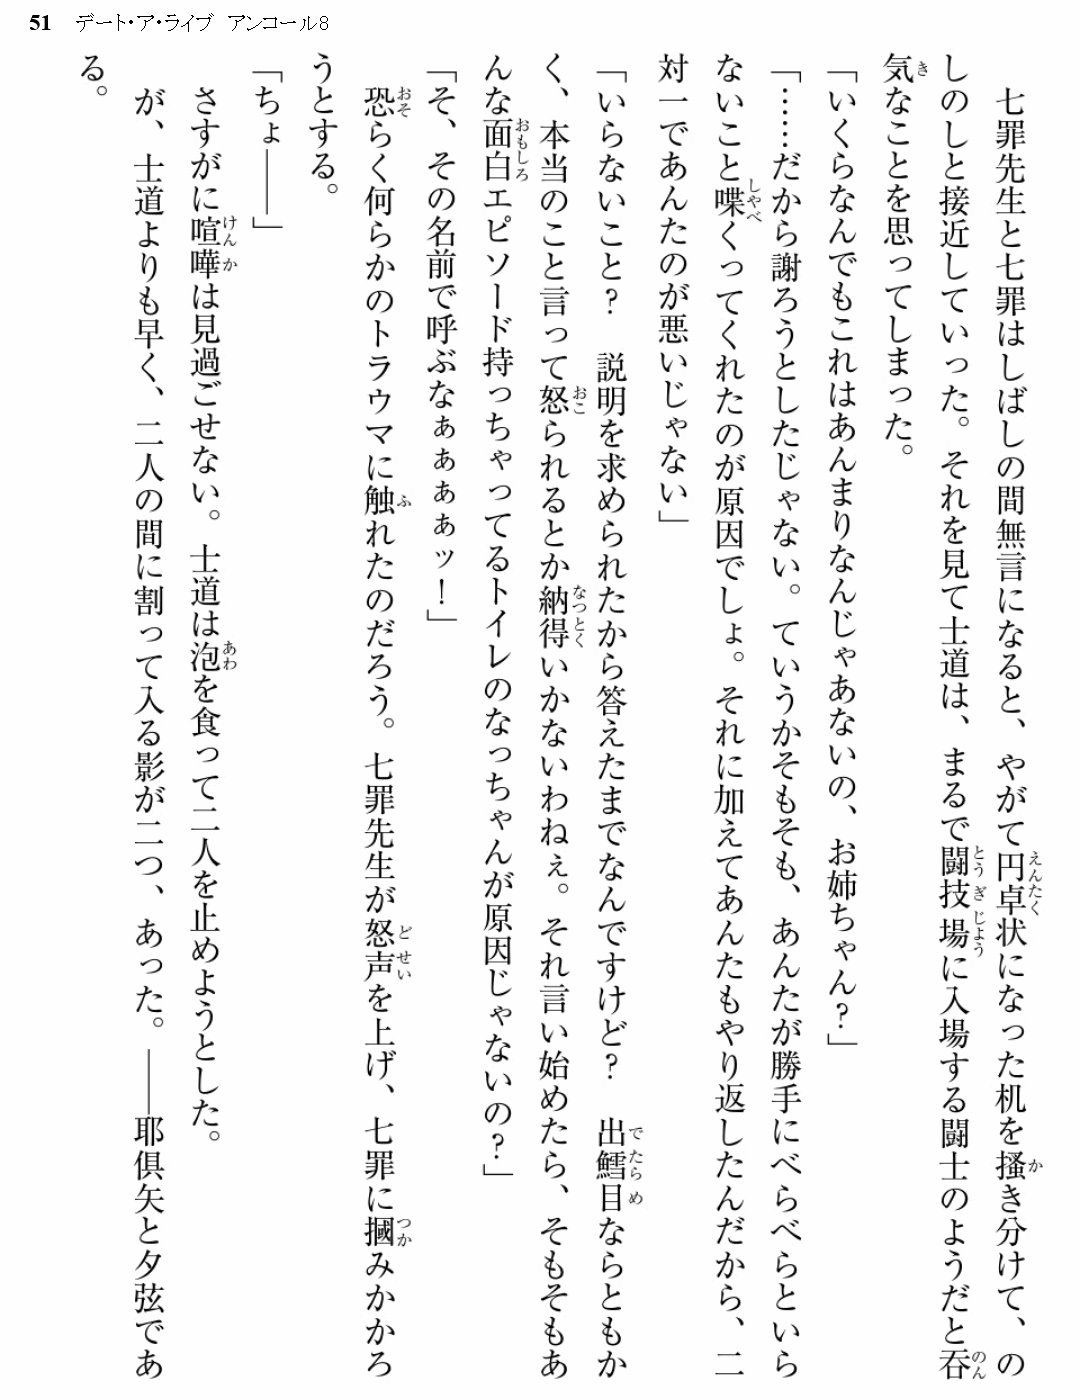 51 デート・ア・ライブ アンコール8
七罪先生と七罪はしばしの間無言になると、やがて円卓状になった机を掻き分けて、の
しのしと接近していった。それを見て士道は、まるで闘技場に入場する闘士のようだと呑
気なことを思ってしまった。
「いくらなんでもこれはあんまりなんじゃあないの、お姉ちゃん?」
「……だから謝ろうとしたじゃない。ていうかそもそも、あんたが勝手にべらべらといら
ないこと喋くってくれたのが原因でしょ。それに加えてあんたもやり返したんだから、二
対一であんたのが悪いじゃない」
「いらないこと? 説明を求められたから答えたまでなんですけど? 出鱈目ならともか
く、本当のこと言って怒られるとか納得いかないわねぇ。それ言い始めたら、そもそもあ
んな面白エピソード持っちゃってるトイレのなっちゃんが原因じゃないの?」
「そ、その名前で呼ぶなぁぁぁぁッ!」
恐らく何らかのトラウマに触れたのだろう。七罪先生が怒声を上げ、七罪に摑みかかろ
うとする。
「ちょ――」
さすがに喧嘩は見過ごせない。士道は泡を食って二人を止めようとした。
が、士道よりも早く、二人の間に割って入る影が二つ、あった。――耶倶矢と夕弦であ
る。